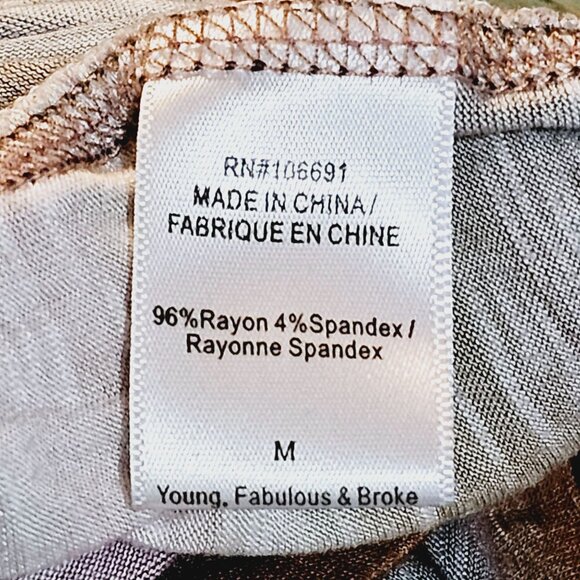 RN#106691
MADE IN CHINA/
FABRIQUE EN CHINE
96%Rayon 4%Spandex/
Rayonne Spandex
M
Young, Fabulous & Broke